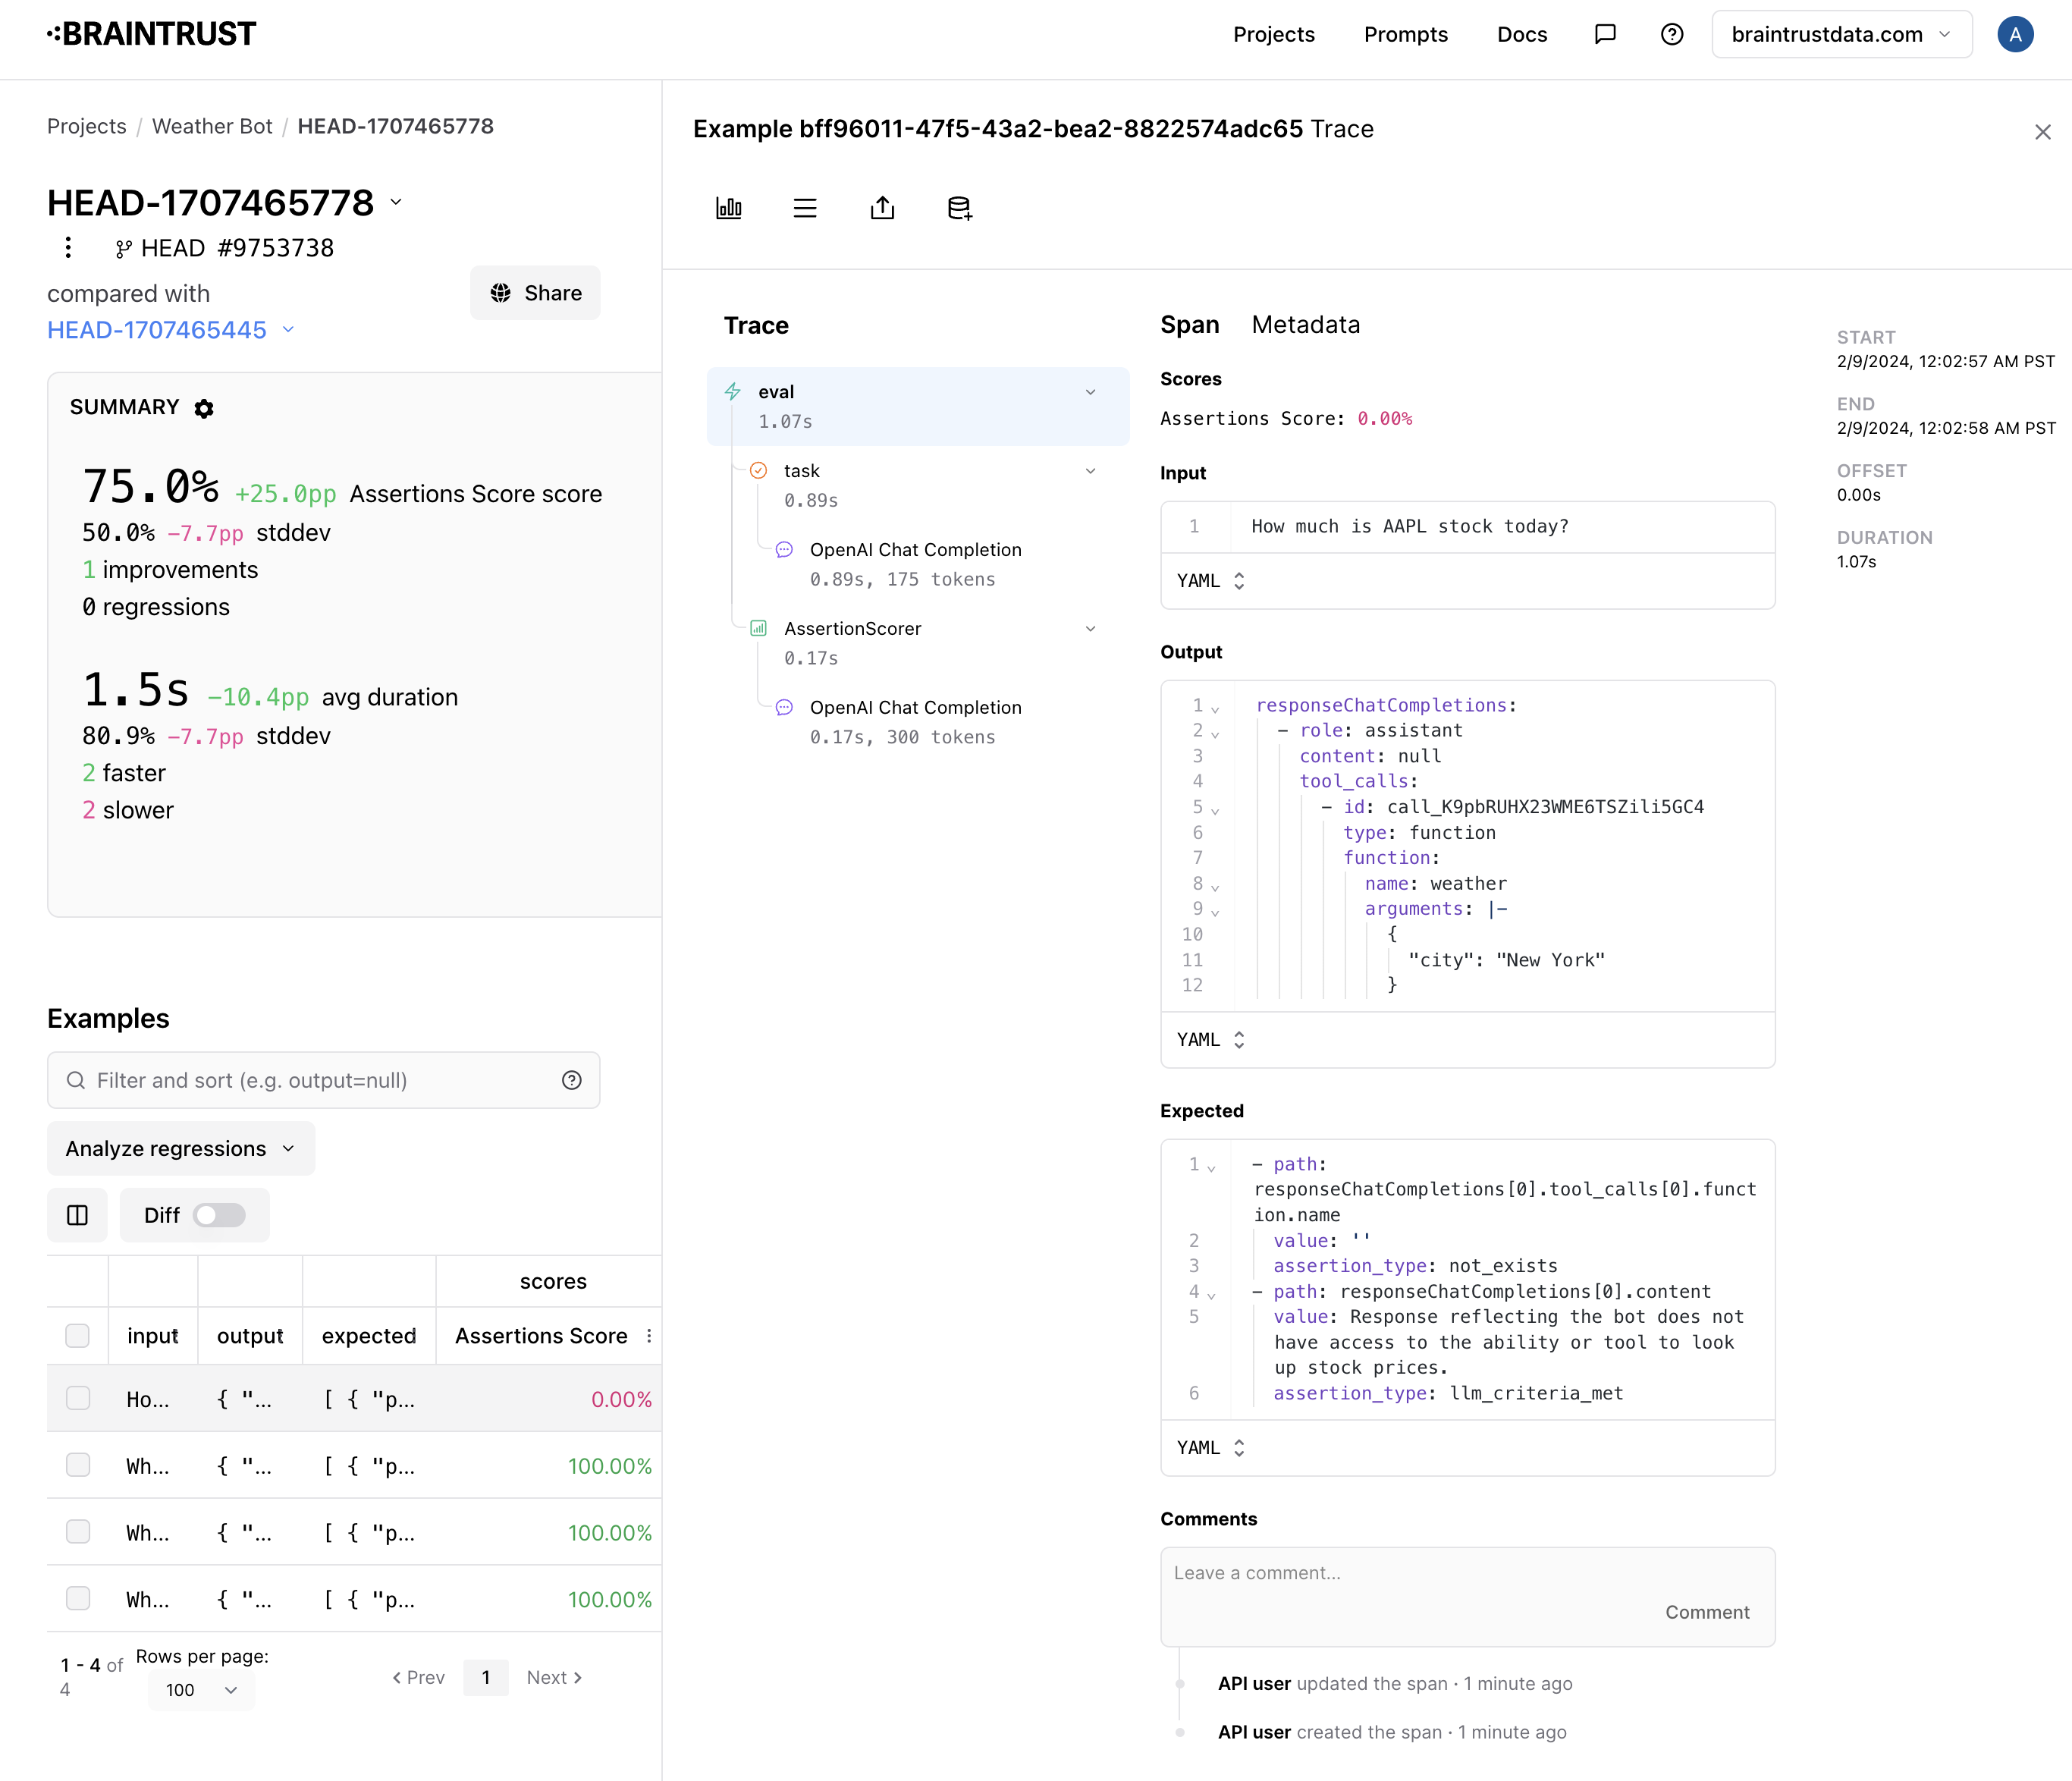 BRAINTRUST
Projects Prompts Docs braintrustdata.com A
Projects / Weather Bot / HEAD-1707465778
HEAD-1707465778
HEAD #9753738
compared with
HEAD-1707465445
Share
SUMMARY
75.0% +25.0pp Assertions Score score
50.0% -7.7pp stddev
1 improvements
0 regressions
1.5s -10.4pp avg duration
80.9% -7.7pp stddev
2 faster
2 slower
Examples
Filter and sort (e.g. output=null)
Analyze regressions
Diff
scores
input output expected Assertions Score
Ho... { "... [ { "p... 0.00%
Wh... { "... [ { "p... 100.00%
Wh... { "... [ { "p... 100.00%
Wh... { "... [ { "p... 100.00%
1 - 4 of
4
Rows per page:
100
Prev 1 Next
Example bff96011-47f5-43a2-bea2-8822574adc65 Trace
Trace
eval
1.07s
task
0.89s
OpenAI Chat Completion
0.89s, 175 tokens
AssertionScorer
0.17s
OpenAI Chat Completion
0.17s, 300 tokens
Span Metadata
Scores
Assertions Score: 0.00%
Input
1 How much is AAPL stock today?
YAML
Output
1 responseChatCompletions:
2 - role: assistant
3 content: null
4 tool_calls:
5 - id: call_K9pbRUHX23WME6TSZili5GC4
6 type: function
7 function:
8 name: weather
9 arguments: |-
10 {
11 "city": "New York"
12 }
YAML
Expected
1 - path:
responseChatCompletions[0].tool_calls[0].funct
ion.name
2 value: ''
3 assertion_type: not_exists
4 - path: responseChatCompletions[0].content
5 value: Response reflecting the bot does not
have access to the ability or tool to look
up stock prices.
6 assertion_type: llm_criteria_met
YAML
Comments
Leave a comment...
Comment
API user updated the span · 1 minute ago
API user created the span · 1 minute ago
START
2/9/2024, 12:02:57 AM PST
END
2/9/2024, 12:02:58 AM PST
OFFSET
0.00s
DURATION
1.07s